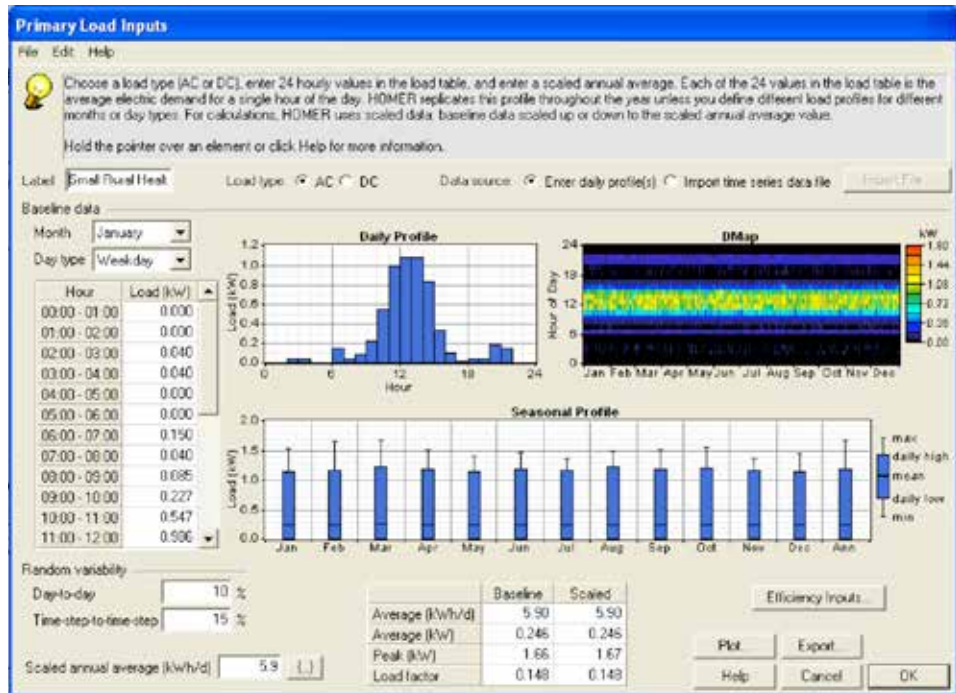 Primary Load Inputs
File Edit Help
Choose a load type (AC or DC), enter 24 hourly values in the load table, and enter a scaled annual average. Each of the 24 values in the load table is the
average electric demand for a single hour of the day. HOMER replicates this profile throughout the year unless you define different load profiles for different
months or day types. For calculations, HOMER uses scaled data: baseline data scaled up or down to the scaled annual average value.
Hold the pointer over an element or click Help for more information.
Label Small Rural Healt Load type: AC DC Data source: Enter daily profile(s) Import time series data file Import File...
Baseline data
Month January
Day type Weekday
Hour Load (kW)
00:00 - 01:00 0.000
01:00 - 02:00 0.000
02:00 - 03:00 0.040
03:00 - 04:00 0.040
04:00 - 05:00 0.000
05:00 - 06:00 0.000
06:00 - 07:00 0.150
07:00 - 08:00 0.040
08:00 - 09:00 0.085
09:00 - 10:00 0.227
10:00 - 11:00 0.547
11:00 - 12:00
Daily Profile
Load (kW)
1.2
1.0
0.8
0.6
0.4
0.2
0.0
0 6 12 18 24
Hour
DMap
Hour of Day
24
18
12
6
0
Jan Feb Mar Apr May Jun Jul Aug Sep Oct Nov Dec
kW
1.80
1.44
1.08
0.72
0.36
0.00
Seasonal Profile
Load (kW)
2.0
1.5
1.0
0.5
0.0
Jan Feb Mar Apr May Jun Jul Aug Sep Oct Nov Dec Ann
max
daily high
mean
daily low
min
Random variability
Day-to-day 10 %
Time-step-to-time-step 15 %
Scaled annual average (kWh/d) 5.9 {..}
Baseline Scaled
Average (kWh/d) 5.90 5.90
Average (kW) 0.246 0.246
Peak (kW) 1.66 1.67
Load factor 0.148 0.148
Efficiency Inputs...
Plot... Export...
Help Cancel OK